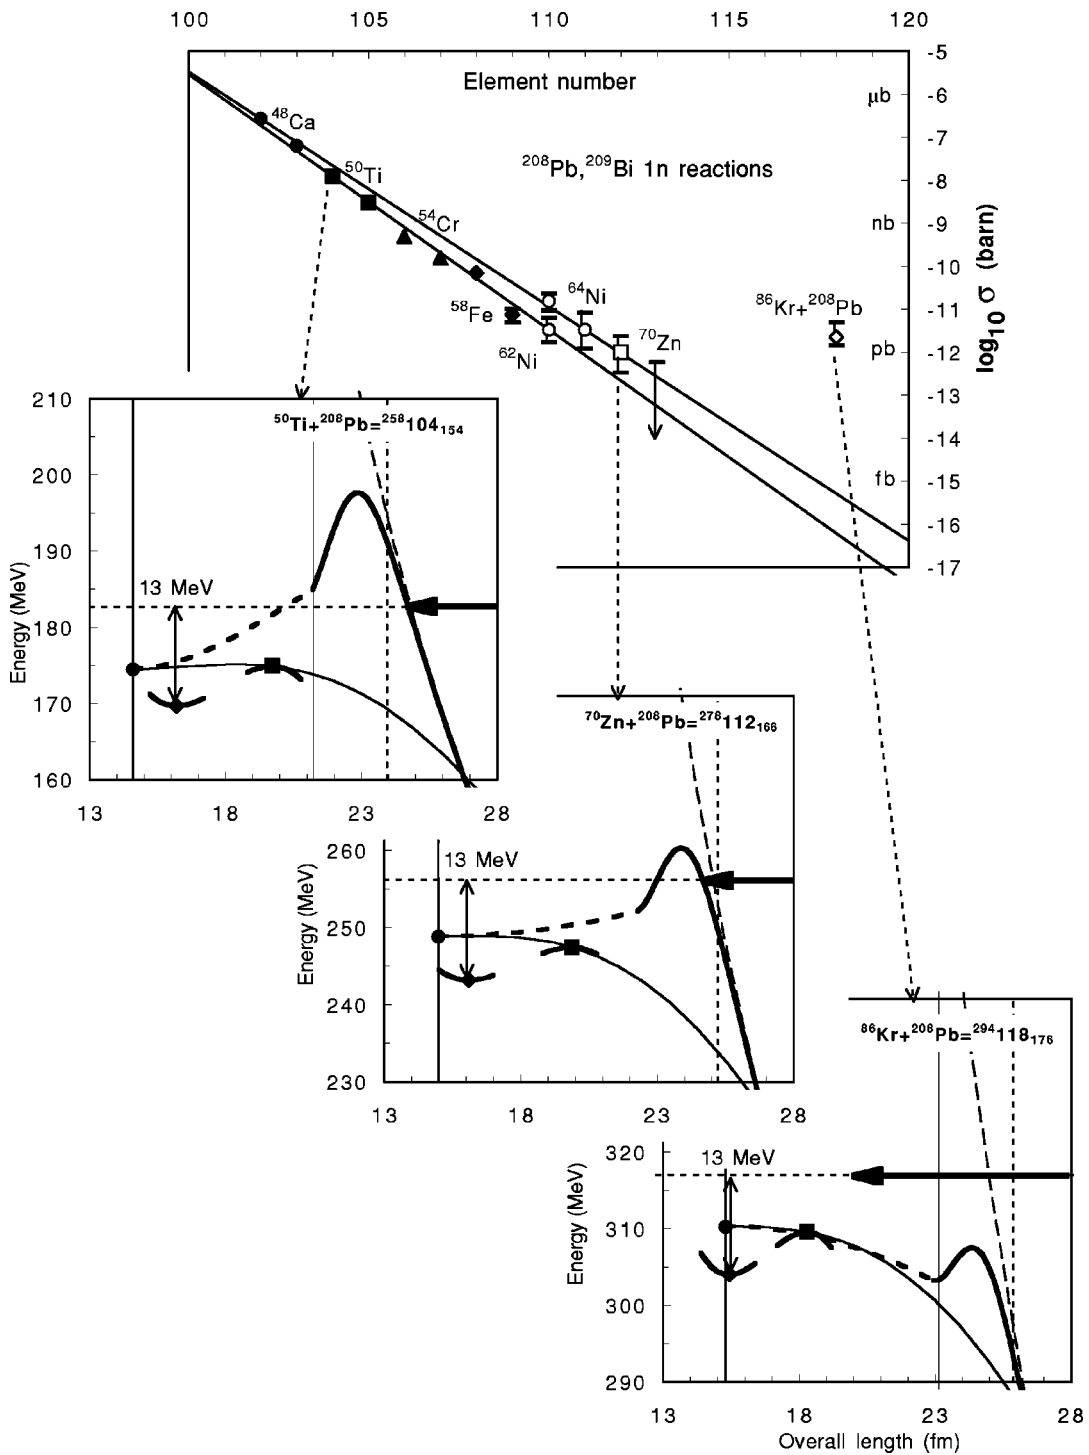 100 105 110 115 120
Element number
-5
μb -6
⁴⁸Ca -7
⁵⁰Ti ²⁰⁸Pb,²⁰⁹Bi 1n reactions -8
⁵⁴Cr nb -9
-10
⁵⁸Fe ⁶⁴Ni ⁸⁶Kr+²⁰⁸Pb -11
⁶²Ni ⁷⁰Zn pb -12
-13
-14
fb -15
-16
-17
log₁₀ σ (barn)
⁵⁰Ti+²⁰⁸Pb=²⁵⁸104₁₅₄
210
200
190
180
170
160
Energy (MeV)
13 MeV
13 18 23 28
⁷⁰Zn+²⁰⁸Pb=²⁷⁸112₁₆₆
260
250
240
230
Energy (MeV)
13 MeV
13 18 23 28
⁸⁶Kr+²⁰⁸Pb=²⁹⁴118₁₇₆
320
310
300
290
Energy (MeV)
13 MeV
13 18 23 28
Overall length (fm)